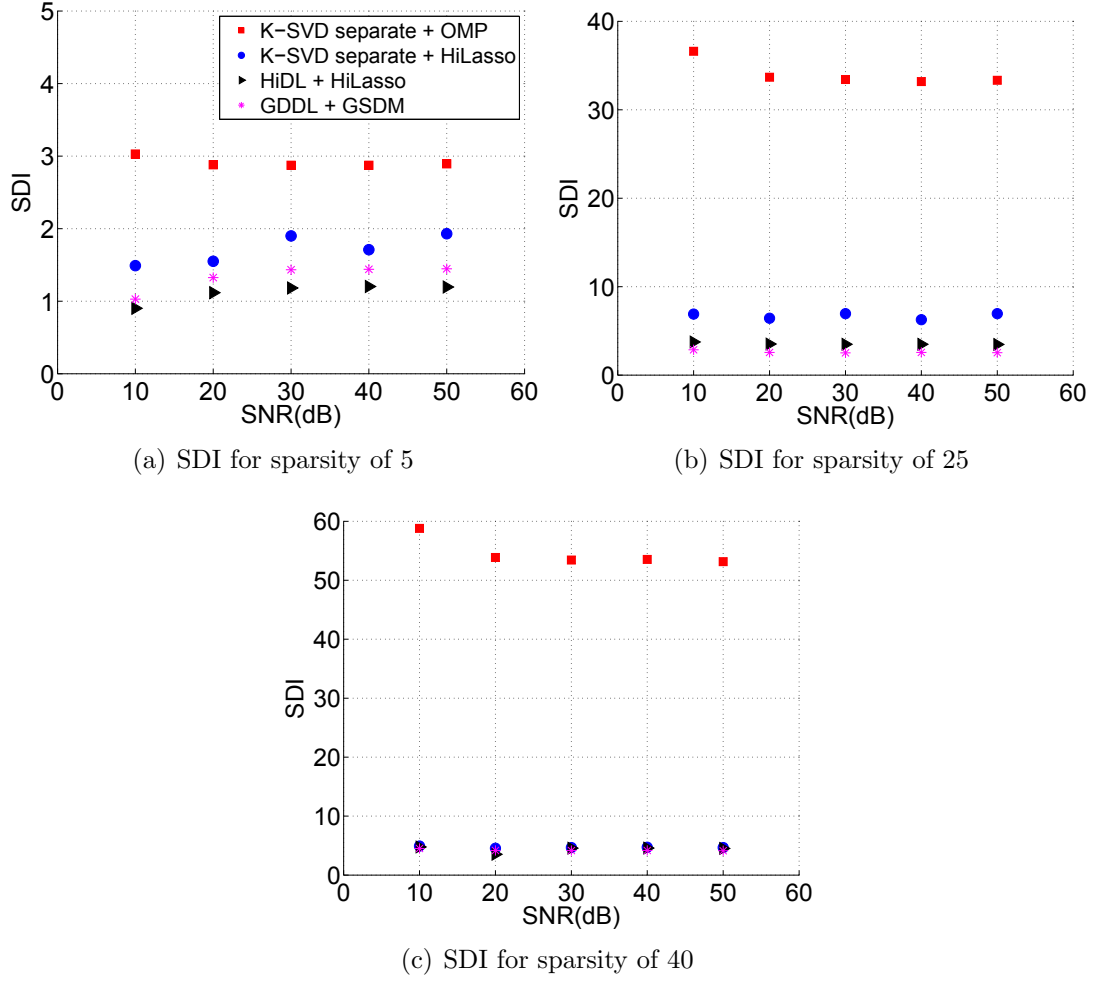 5
4
3
2
1
0
SDI
K−SVD separate + OMP
K−SVD separate + HiLasso
HiDL + HiLasso
GDDL + GSDM
0 10 20 30 40 50 60
SNR(dB)
(a) SDI for sparsity of 5
40
30
20
10
0
SDI
0 10 20 30 40 50 60
SNR(dB)
(b) SDI for sparsity of 25
60
50
40
30
20
10
0
SDI
0 10 20 30 40 50 60
SNR(dB)
(c) SDI for sparsity of 40